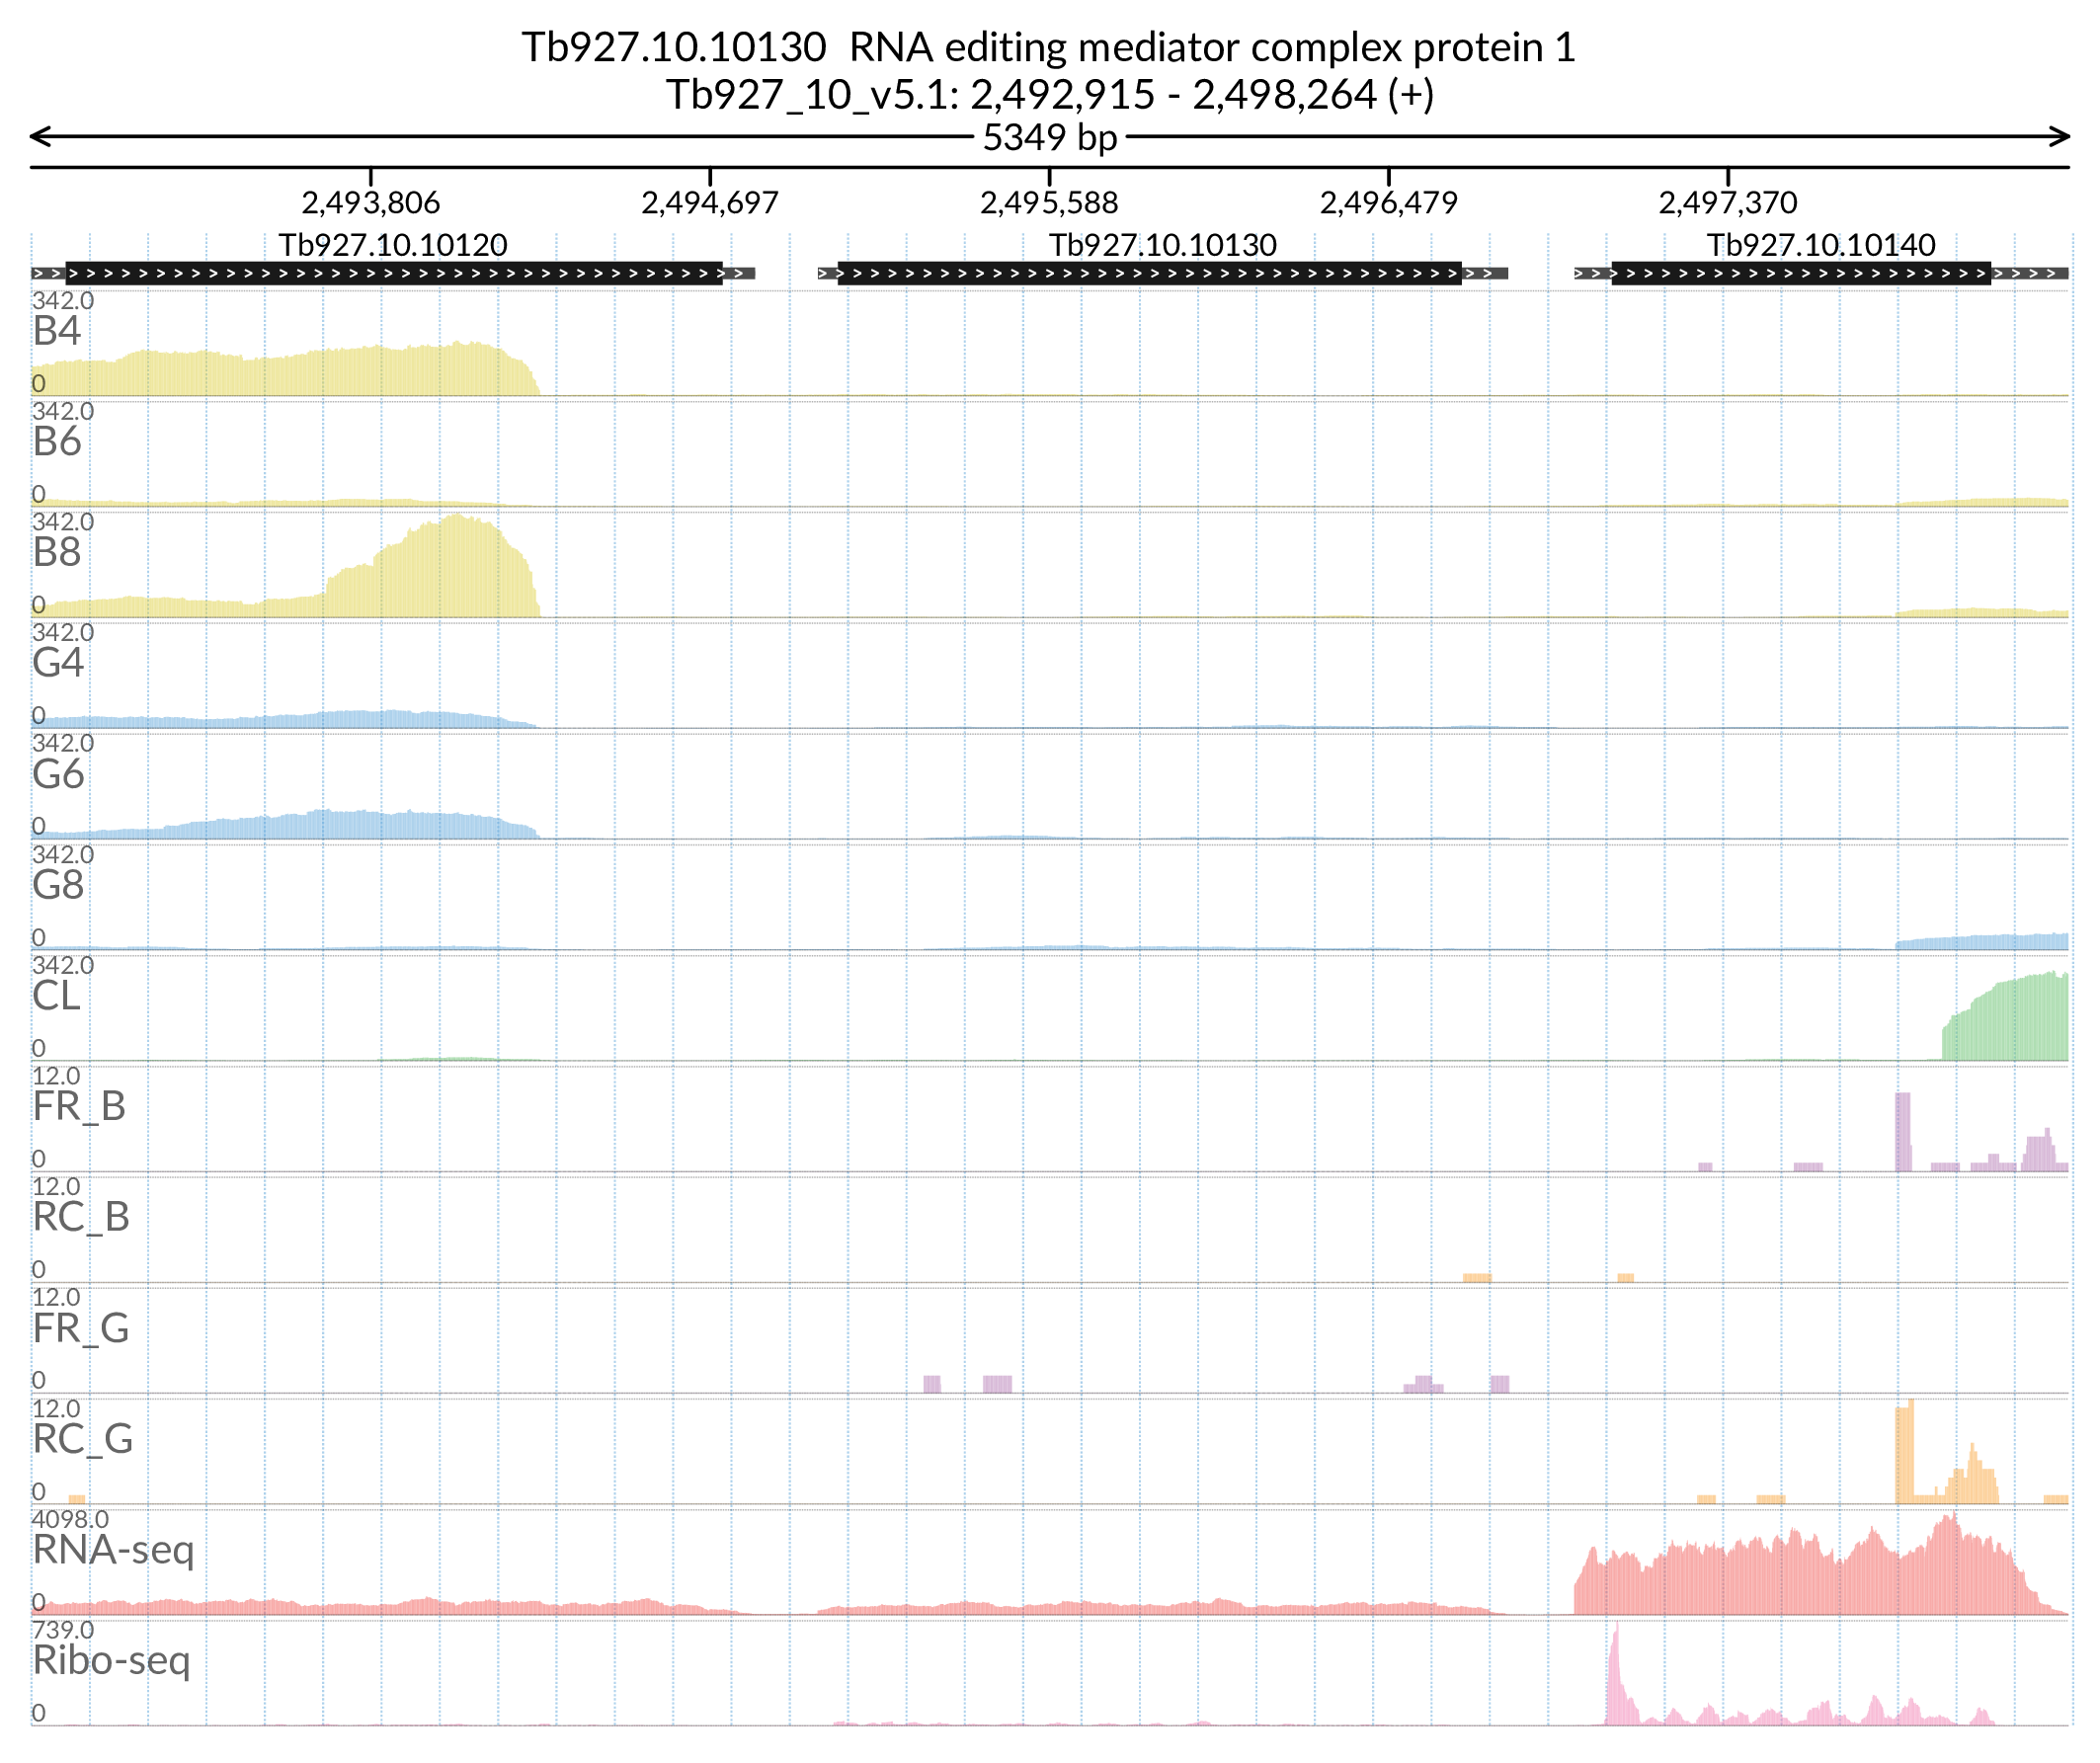 Tb927.10.10130  RNA editing mediator complex protein 1
Tb927_10_v5.1: 2,492,915 - 2,498,264 (+)
5349 bp
2,493,806 2,494,697 2,495,588 2,496,479 2,497,370
Tb927.10.10120 Tb927.10.10130 Tb927.10.10140
342.0
B4
0
342.0
B6
0
342.0
B8
0
342.0
G4
0
342.0
G6
0
342.0
G8
0
342.0
CL
0
12.0
FR_B
0
12.0
RC_B
0
12.0
FR_G
0
12.0
RC_G
0
4098.0
RNA-seq
0
739.0
Ribo-seq
0